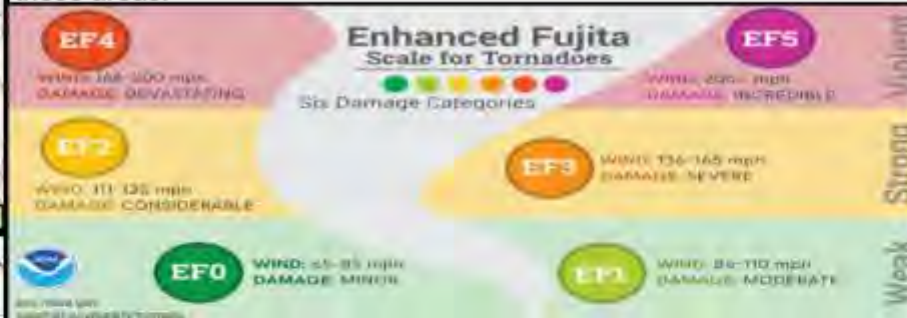 Enhanced Fujita
Scale for Tornadoes
Six Damage Categories
EF4
WIND: 166-200 mph
DAMAGE: DEVASTATING
EF5
WIND: 200+ mph
DAMAGE: INCREDIBLE
Violent
EF2
WIND: 111-135 mph
DAMAGE: CONSIDERABLE
EF3
WIND: 136-165 mph
DAMAGE: SEVERE
Strong
EF0
WIND: 65-85 mph
DAMAGE: MINOR
EF1
WIND: 86-110 mph
DAMAGE: MODERATE
Weak